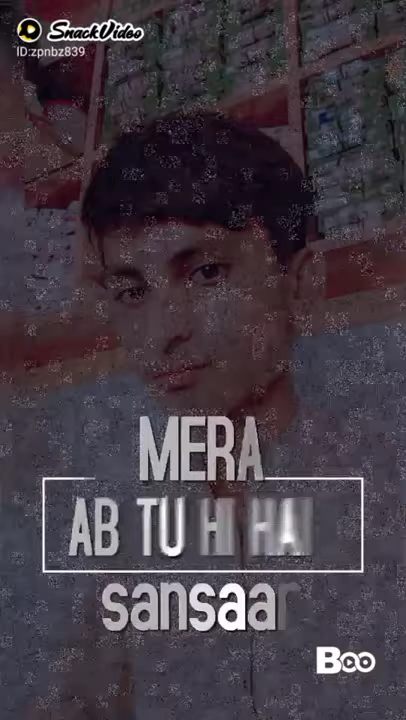 SnackVideo
ID:zpnbz839
MERA
AB TU HI HAI
sansaar
Boo